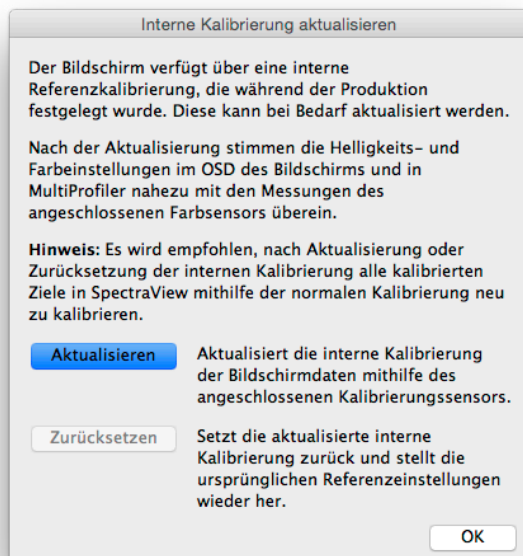 Interne Kalibrierung aktualisieren
Der Bildschirm verfügt über eine interne
Referenzkalibrierung, die während der Produktion
festgelegt wurde. Diese kann bei Bedarf aktualisiert werden.
Nach der Aktualisierung stimmen die Helligkeits- und
Farbeinstellungen im OSD des Bildschirms und in
MultiProfiler nahezu mit den Messungen des
angeschlossenen Farbsensors überein.
Hinweis: Es wird empfohlen, nach Aktualisierung oder
Zurücksetzung der internen Kalibrierung alle kalibrierten
Ziele in SpectraView mithilfe der normalen Kalibrierung neu
zu kalibrieren.
Aktualisieren
Aktualisiert die interne Kalibrierung
der Bildschirmdaten mithilfe des
angeschlossenen Kalibrierungssensors.
Zurücksetzen
Setzt die aktualisierte interne
Kalibrierung zurück und stellt die
ursprünglichen Referenzeinstellungen
wieder her.
OK